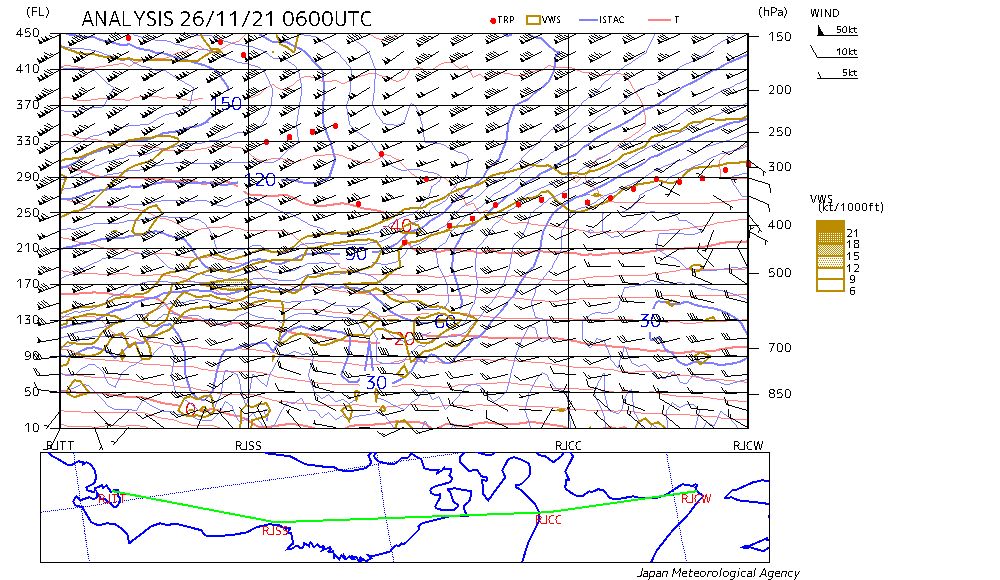 (FL) ANALYSIS 26/11/21 0600UTC TRP VWS ISTAC T (hPa) WIND
450 150 50kt
10kt
410 5kt
370 150 200
330 250
290 120 300
250 -40 400 VWS (kt/1000ft)
210 90 500 21
18
170 15
12
130 60 30 9
6
-20 700
90 30
50 0 850
10
RJTT RJSS RJCC RJCW
RJTT RJSS RJCC RJCW
Japan Meteorological Agency